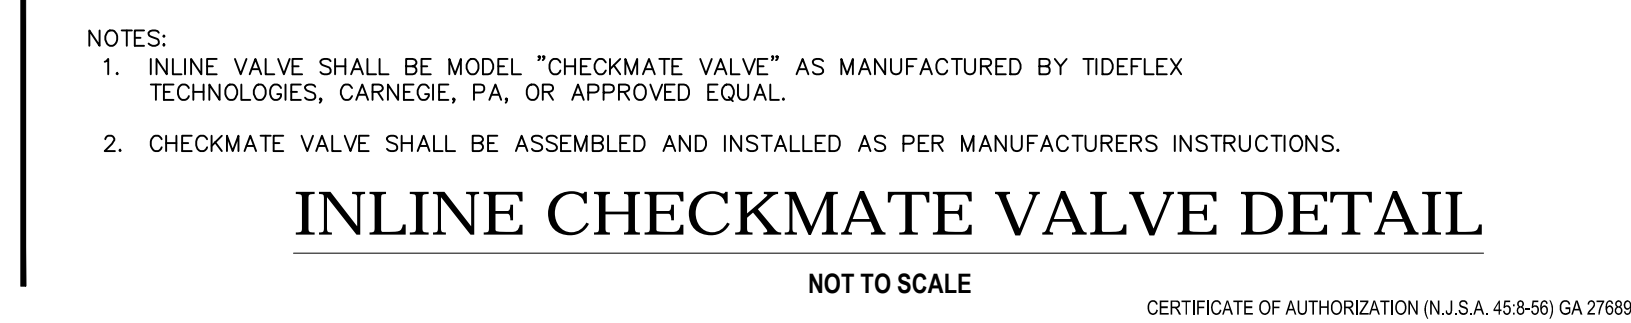 NOTES:
1. INLINE VALVE SHALL BE MODEL "CHECKMATE VALVE" AS MANUFACTURED BY TIDEFLEX
TECHNOLOGIES, CARNEGIE, PA, OR APPROVED EQUAL.
2. CHECKMATE VALVE SHALL BE ASSEMBLED AND INSTALLED AS PER MANUFACTURERS INSTRUCTIONS.
INLINE CHECKMATE VALVE DETAIL
NOT TO SCALE
CERTIFICATE OF AUTHORIZATION (N.J.S.A. 45:8-56) GA 27689